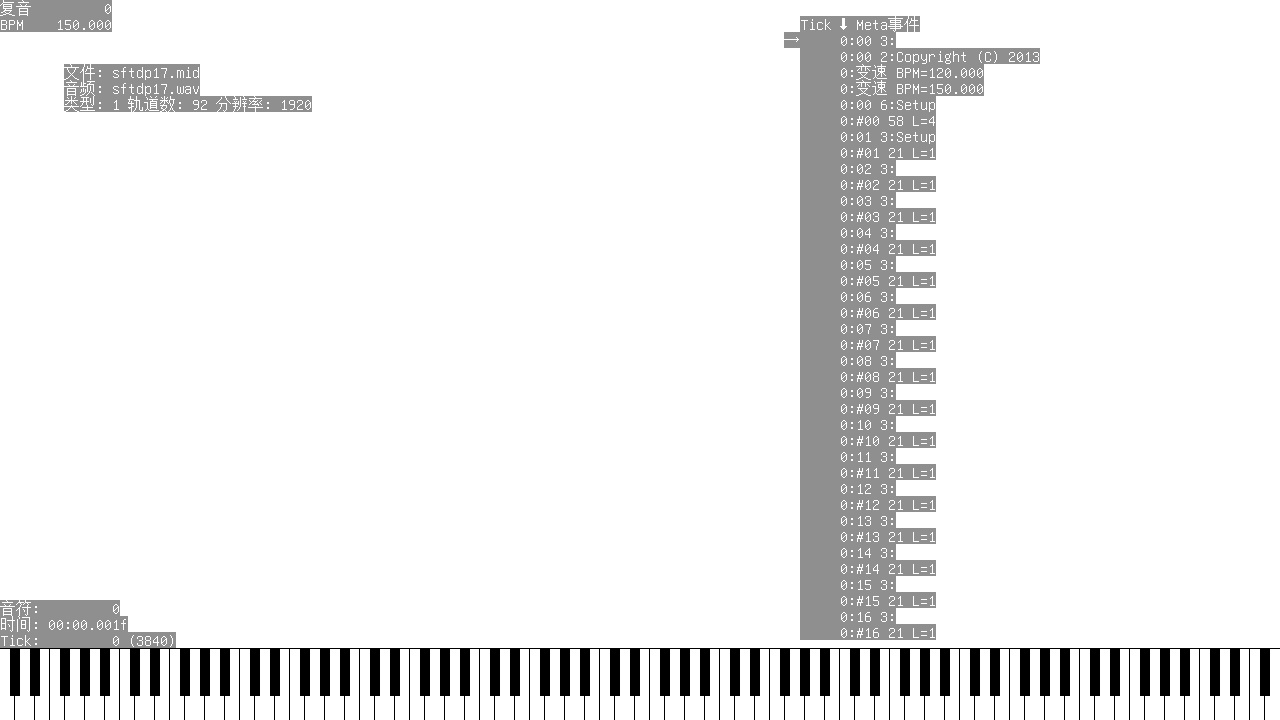 复音 0
BPM 150.000
文件: sftdp17.mid
音频: sftdp17.wav
类型: 1 轨道数: 92 分辨率: 1920
Tick ⬇ Meta事件
→ 0:00 3:
0:00 2:Copyright (C) 2013
0:变速 BPM=120.000
0:变速 BPM=150.000
0:00 6:Setup
0:#00 58 L=4
0:01 3:Setup
0:#01 21 L=1
0:02 3:
0:#02 21 L=1
0:03 3:
0:#03 21 L=1
0:04 3:
0:#04 21 L=1
0:05 3:
0:#05 21 L=1
0:06 3:
0:#06 21 L=1
0:07 3:
0:#07 21 L=1
0:08 3:
0:#08 21 L=1
0:09 3:
0:#09 21 L=1
0:10 3:
0:#10 21 L=1
0:11 3:
0:#11 21 L=1
0:12 3:
0:#12 21 L=1
0:13 3:
0:#13 21 L=1
0:14 3:
0:#14 21 L=1
0:15 3:
0:#15 21 L=1
0:16 3:
0:#16 21 L=1
音符: 0
时间: 00:00.001f
Tick: 0 (3840)